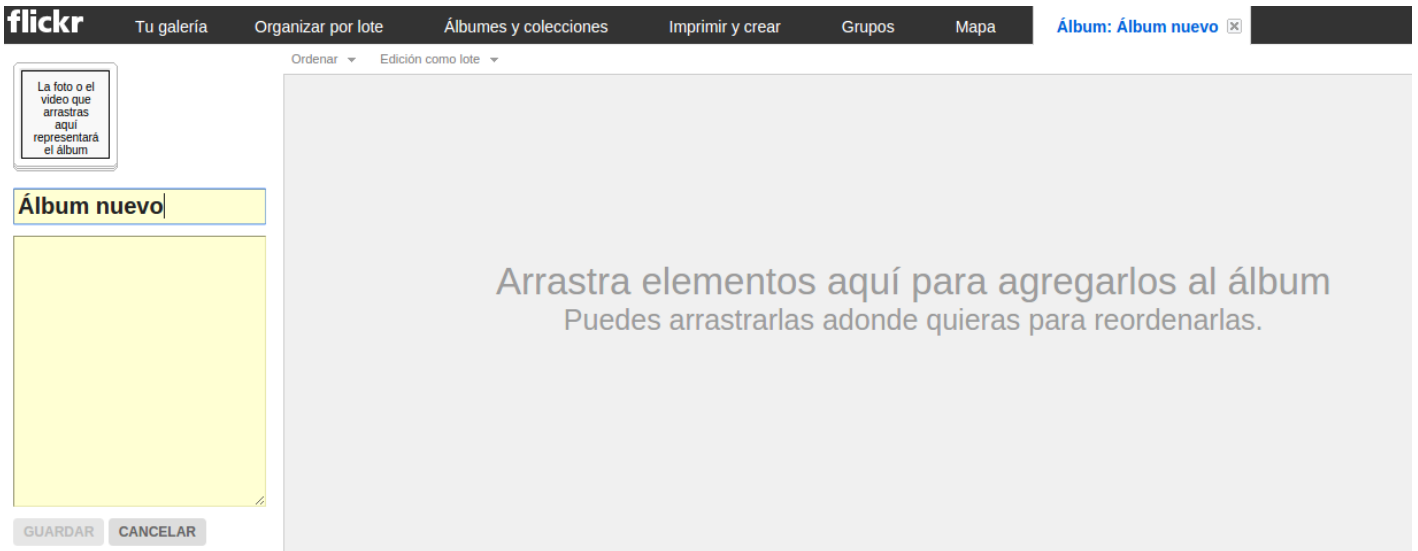 flickr Tu galería Organizar por lote Álbumes y colecciones Imprimir y crear Grupos Mapa Álbum: Álbum nuevo
Ordenar Edición como lote
La foto o el
video que
arrastras
aquí
representará
el álbum
Álbum nuevo
Arrastra elementos aquí para agregarlos al álbum
Puedes arrastrarlas adonde quieras para reordenarlas.
GUARDAR CANCELAR